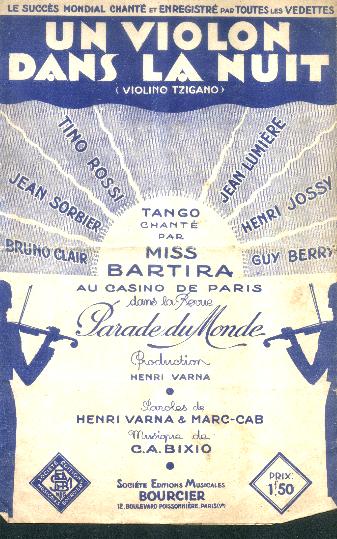 LE SUCCÈS MONDIAL CHANTÉ ET ENREGISTRÉ PAR TOUTES LES VEDETTES
UN VIOLON
DANS LA NUIT
(VIOLINO TZIGANO)
TINO ROSSI
JEAN LUMIÈRE
JEAN SORBIER
HENRI JOSSY
BRUNO CLAIR
GUY BERRY
TANGO
CHANTÉ
PAR
MISS
BARTIRA
AU CASINO DE PARIS
dans la Revue
Parade du Monde
Production
HENRI VARNA
Paroles de
HENRI VARNA & MARC-CAB
Musique de
C.A. BIXIO
SOCIÉTÉ EDITIONS MUSICALES
BOURCIER
12, BOULEVARD POISSONNIÈRE, PARIS
PRIX:
1F50